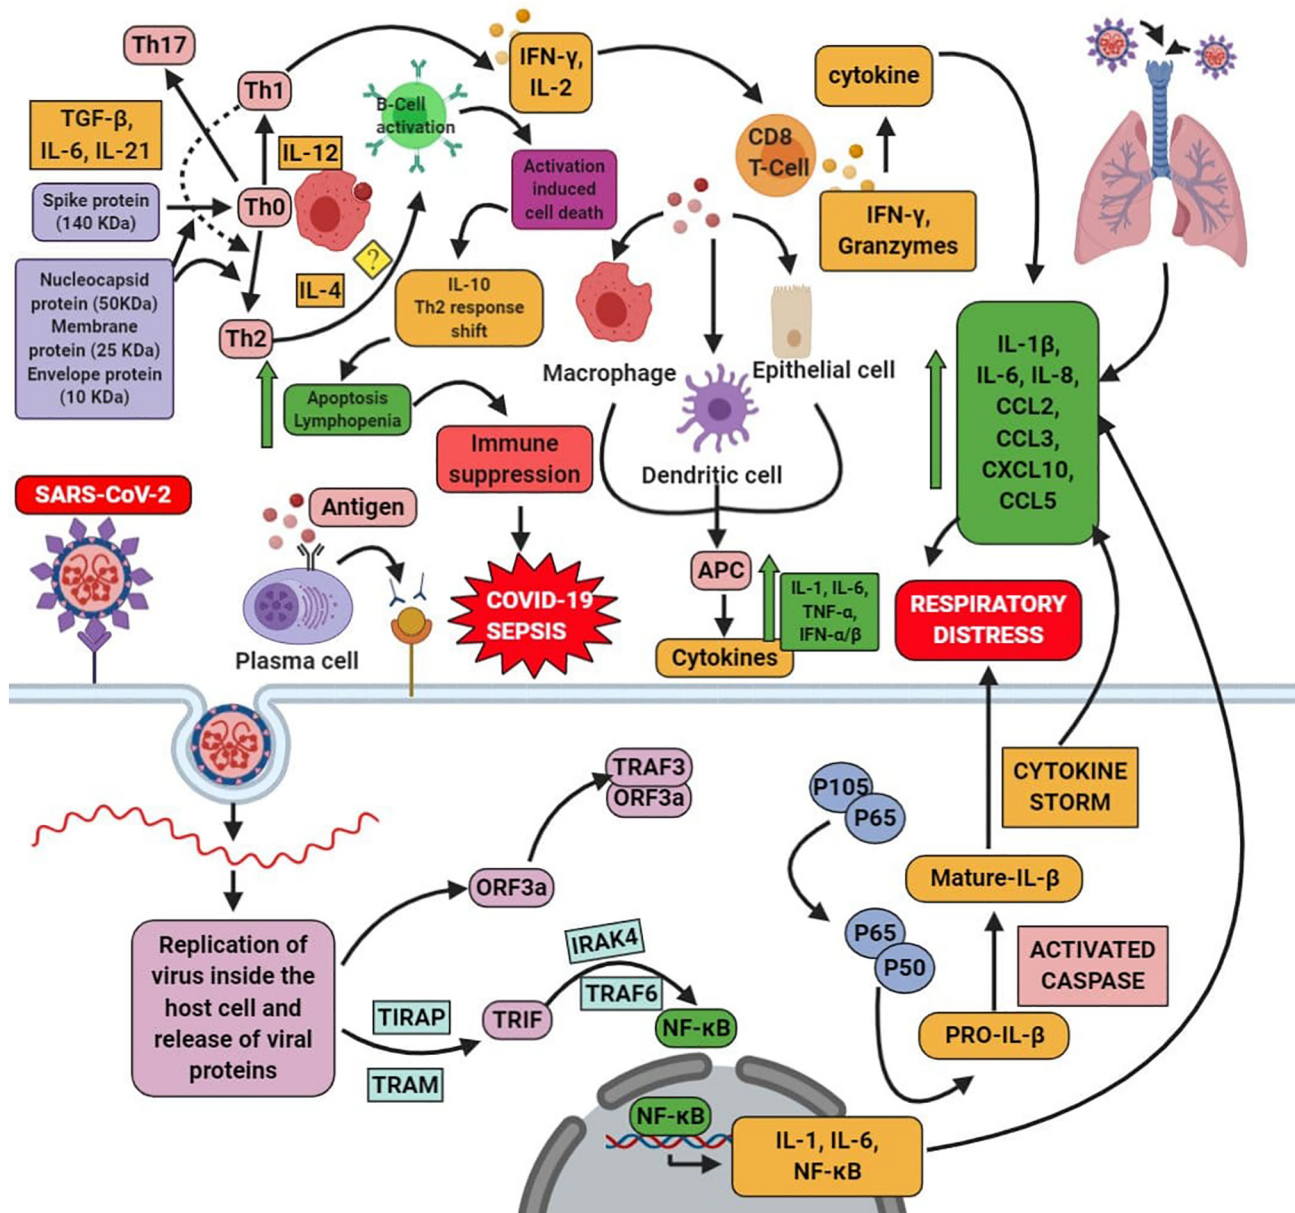 Th17
Th1
TGF-β,
IL-6, IL-21
IL-12
Spike protein
(140 KDa)
Th0
Nucleocapsid
protein (50KDa)
Membrane
protein (25 KDa)
Envelope protein
(10 KDa)
IL-4
?
Th2
B-Cell
activation
IFN-γ,
IL-2
Activation
induced
cell death
IL-10
Th2 response
shift
Apoptosis
Lymphopenia
Immune
suppression
COVID-19
SEPSIS
CD8
T-Cell
cytokine
IFN-γ,
Granzymes
Macrophage
Epithelial cell
Dendritic cell
APC
Cytokines
IL-1, IL-6,
TNF-α,
IFN-α/β
IL-1β,
IL-6, IL-8,
CCL2,
CCL3,
CXCL10,
CCL5
RESPIRATORY
DISTRESS
SARS-CoV-2
Antigen
Plasma cell
Replication of
virus inside the
host cell and
release of viral
proteins
ORF3a
TRAF3
ORF3a
TIRAP
TRAM
TRIF
IRAK4
TRAF6
NF-κB
NF-κB
IL-1, IL-6,
NF-κB
P105
P65
P65
P50
PRO-IL-β
ACTIVATED
CASPASE
Mature-IL-β
CYTOKINE
STORM